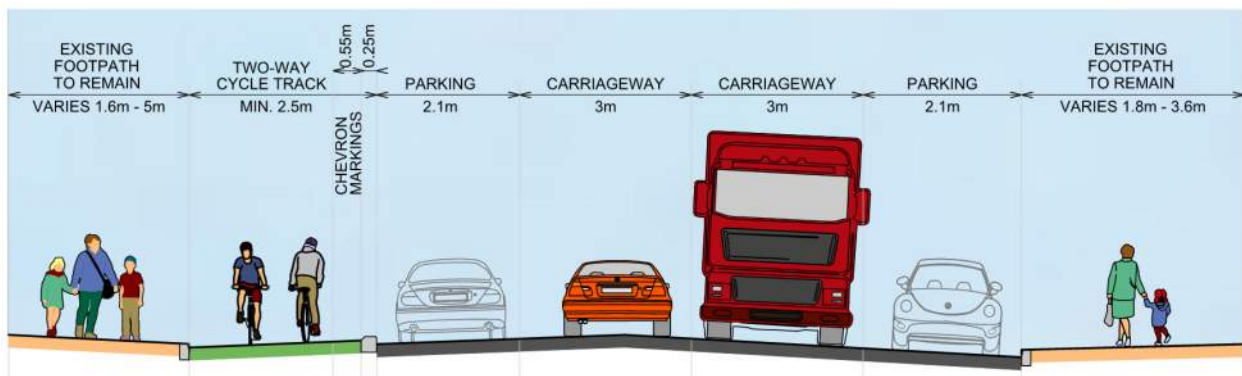 EXISTING
FOOTPATH
TO REMAIN
VARIES 1.6m - 5m
TWO-WAY
CYCLE TRACK
MIN. 2.5m
0.55m
0.25m
CHEVRON
MARKINGS
PARKING
2.1m
CARRIAGEWAY
3m
CARRIAGEWAY
3m
PARKING
2.1m
EXISTING
FOOTPATH
TO REMAIN
VARIES 1.8m - 3.6m